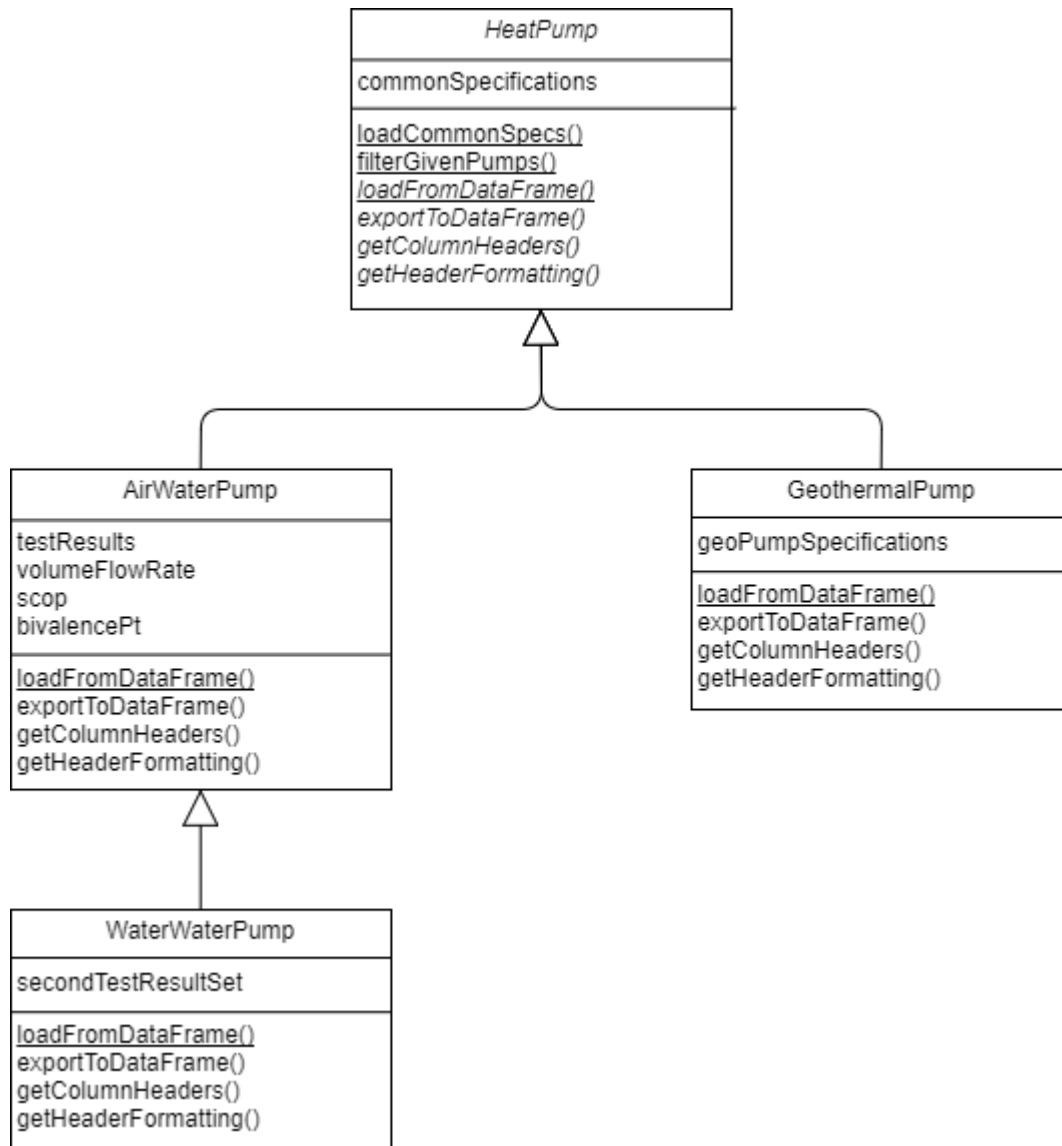 HeatPump
commonSpecifications
loadCommonSpecs()
filterGivenPumps()
loadFromDataFrame()
exportToDataFrame()
getColumnHeaders()
getHeaderFormatting()
AirWaterPump
testResults
volumeFlowRate
scop
bivalencePt
loadFromDataFrame()
exportToDataFrame()
getColumnHeaders()
getHeaderFormatting()
GeothermalPump
geoPumpSpecifications
loadFromDataFrame()
exportToDataFrame()
getColumnHeaders()
getHeaderFormatting()
WaterWaterPump
secondTestResultSet
loadFromDataFrame()
exportToDataFrame()
getColumnHeaders()
getHeaderFormatting()